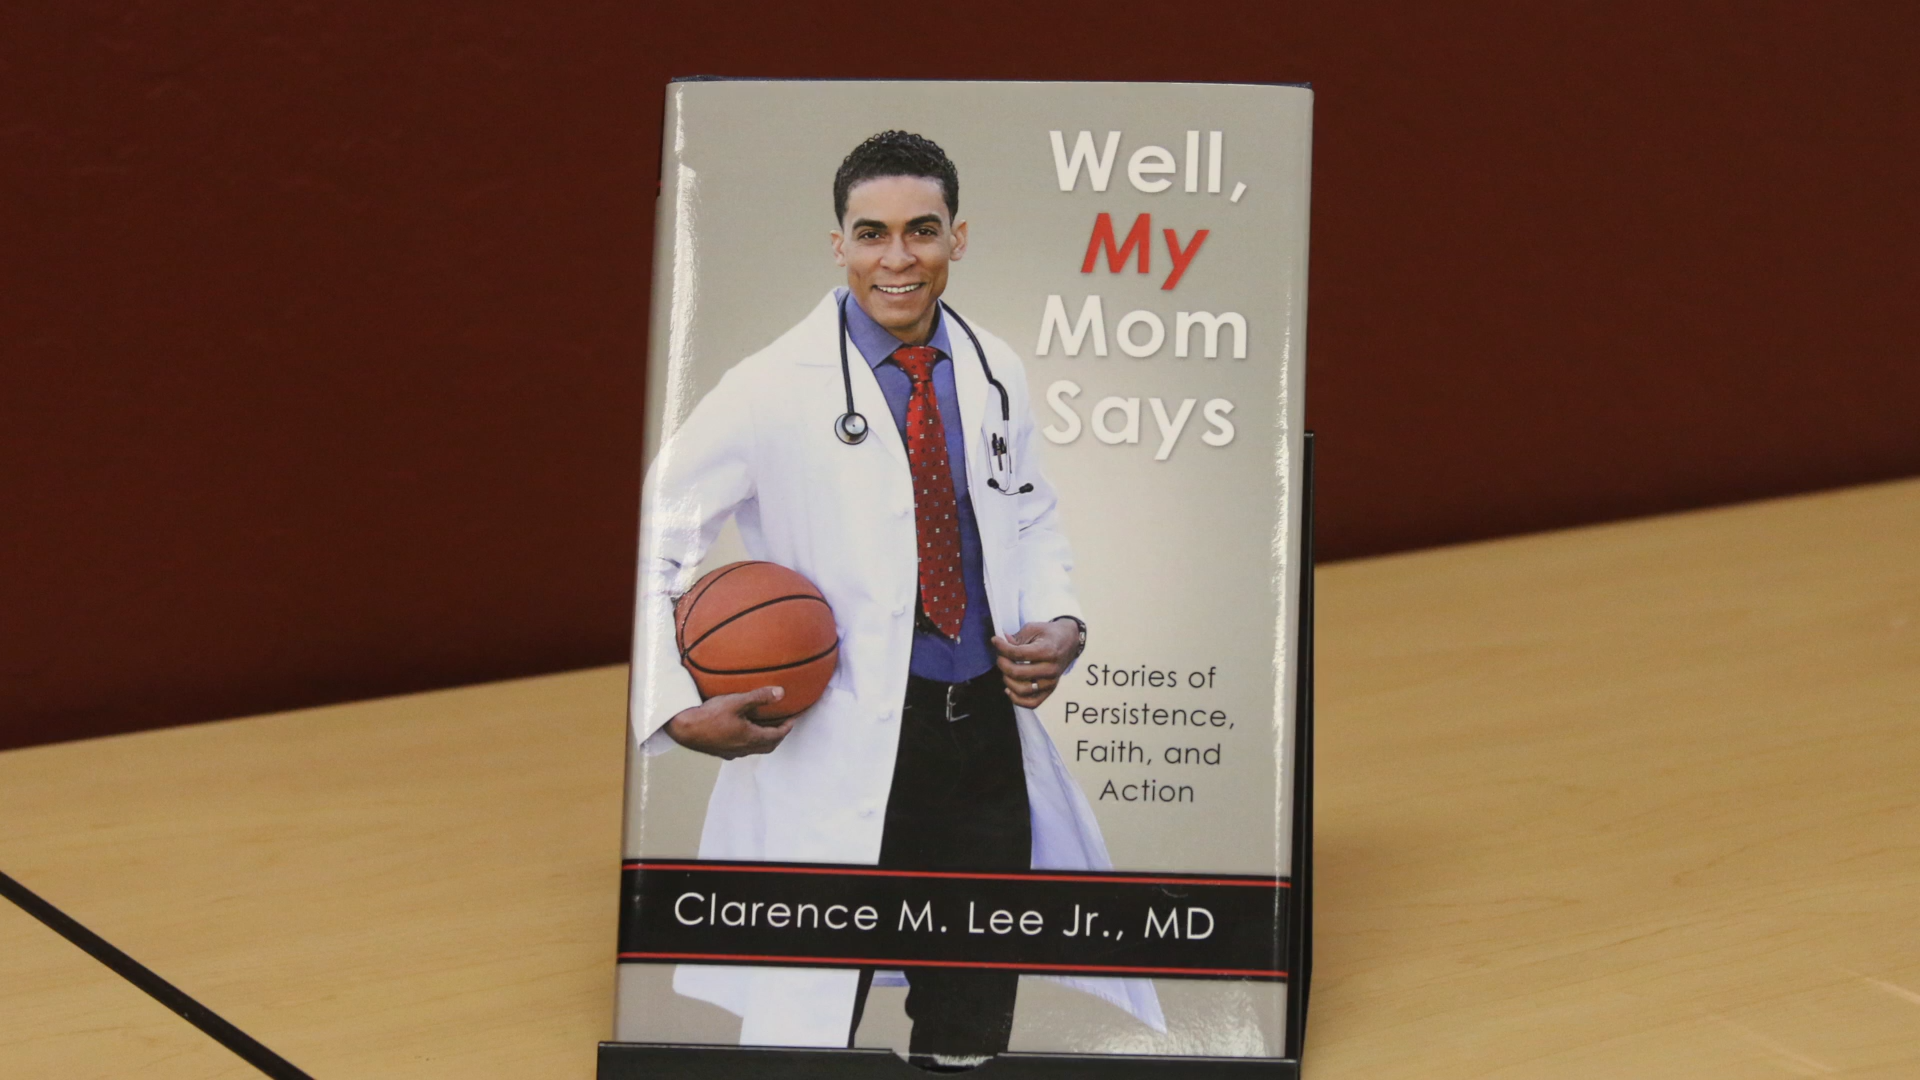 Well,
My
Mom
Says
Stories of
Persistence,
Faith, and
Action
Clarence M. Lee Jr., MD